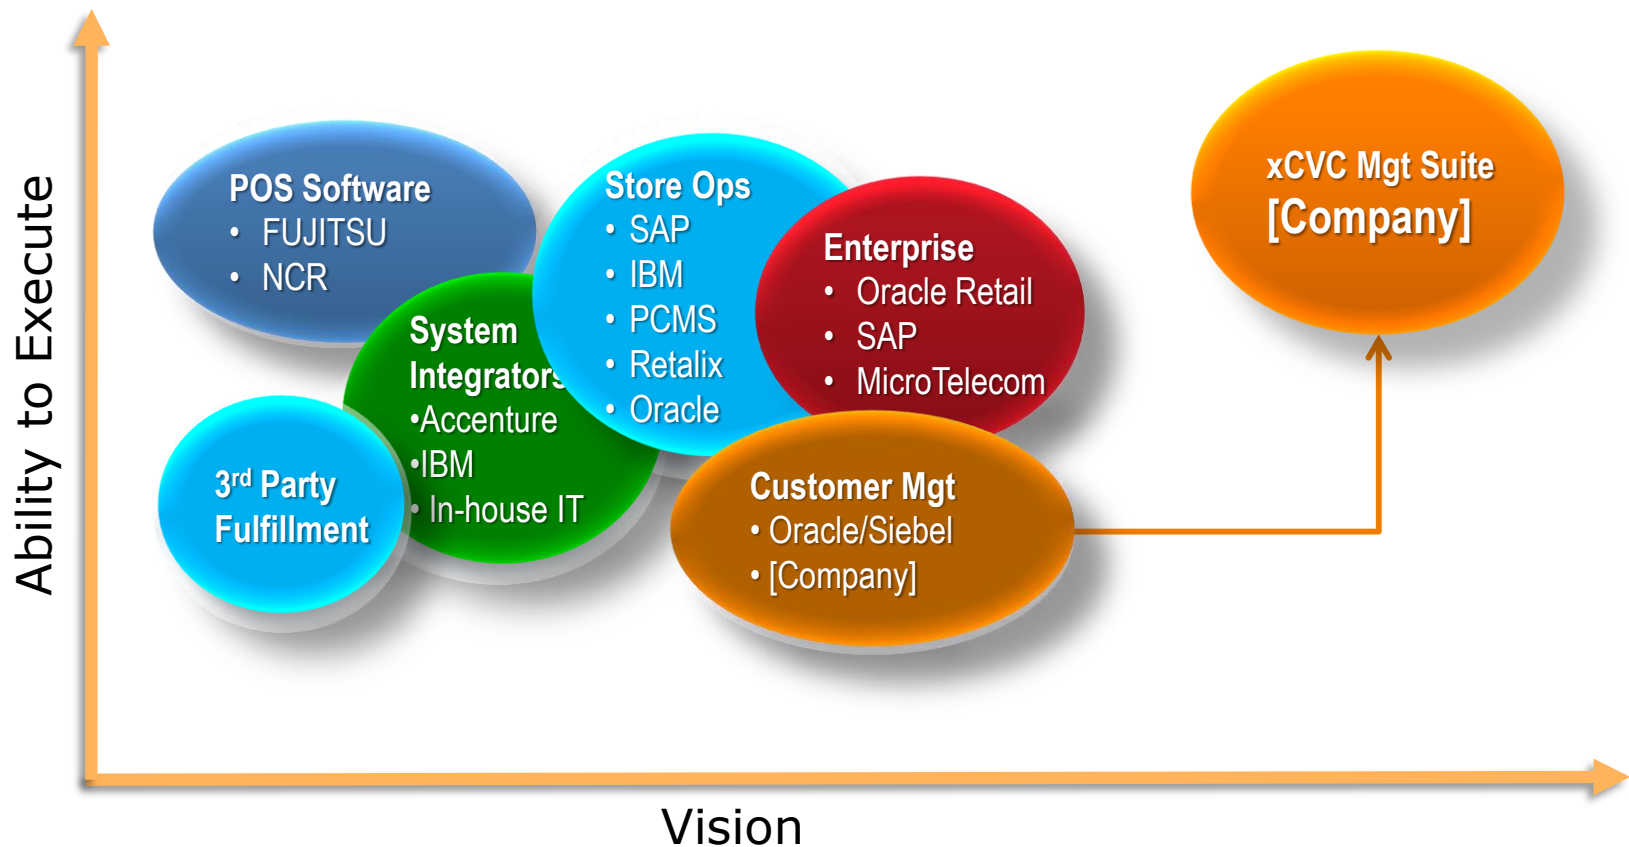 Ability to Execute
POS Software
• FUJITSU
• NCR
System
Integrators
•Accenture
•IBM
• In-house IT
3rd Party
Fulfillment
Store Ops
• SAP
• IBM
• PCMS
• Retalix
• Oracle
Enterprise
• Oracle Retail
• SAP
• MicroTelecom
Customer Mgt
• Oracle/Siebel
• [Company]
xCVC Mgt Suite
[Company]
Vision